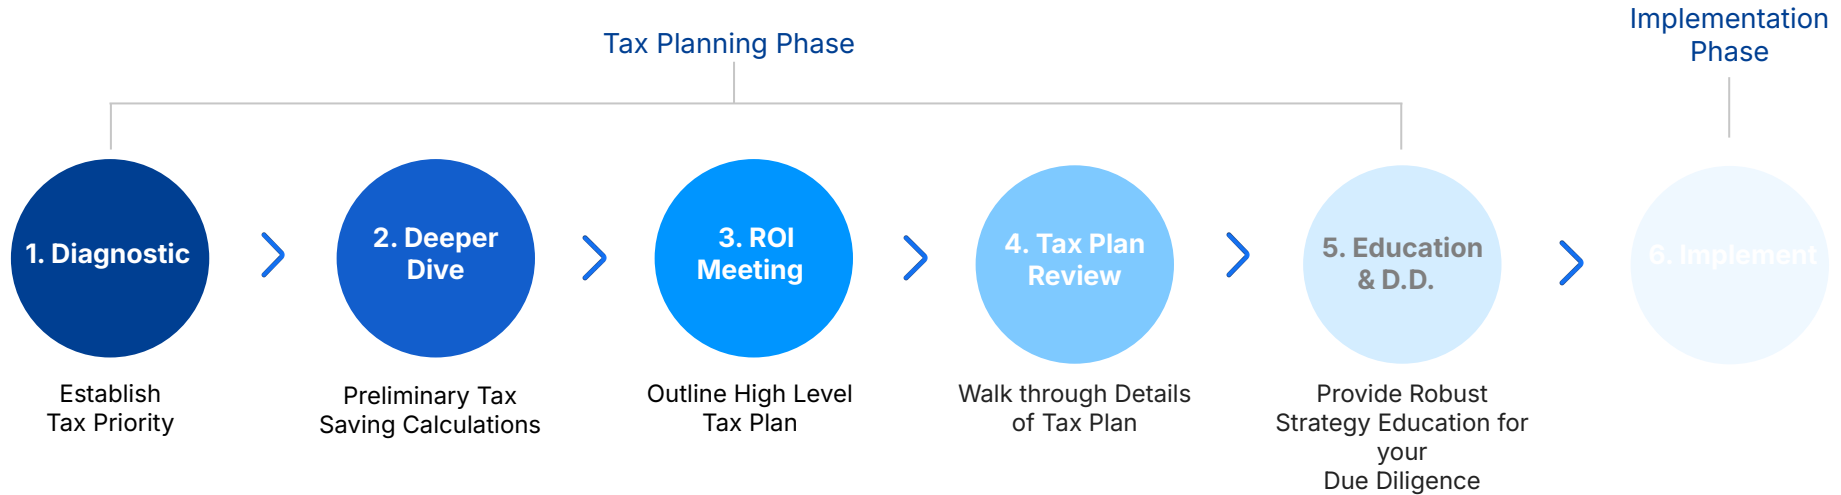 Tax Planning Phase
Implementation
Phase
1. Diagnostic
2. Deeper
Dive
3. ROI
Meeting
4. Tax Plan
Review
5. Education
& D.D.
6. Implement
Establish
Tax Priority
Preliminary Tax
Saving Calculations
Outline High Level
Tax Plan
Walk through Details
of Tax Plan
Provide Robust
Strategy Education for
your
Due Diligence